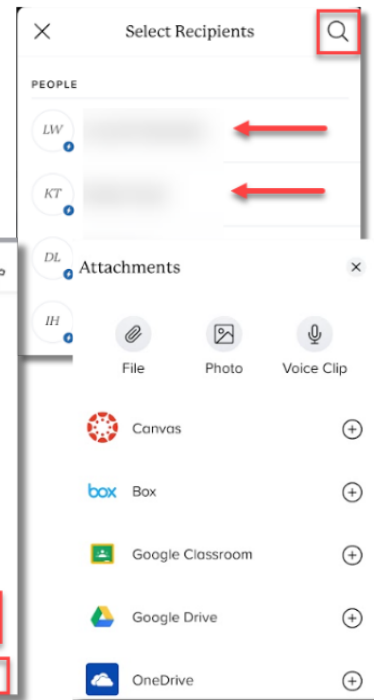 Select Recipients
PEOPLE
LW
KT
DL
IH
Attachments
File Photo Voice Clip
Canvas
box Box
Google Classroom
Google Drive
OneDrive